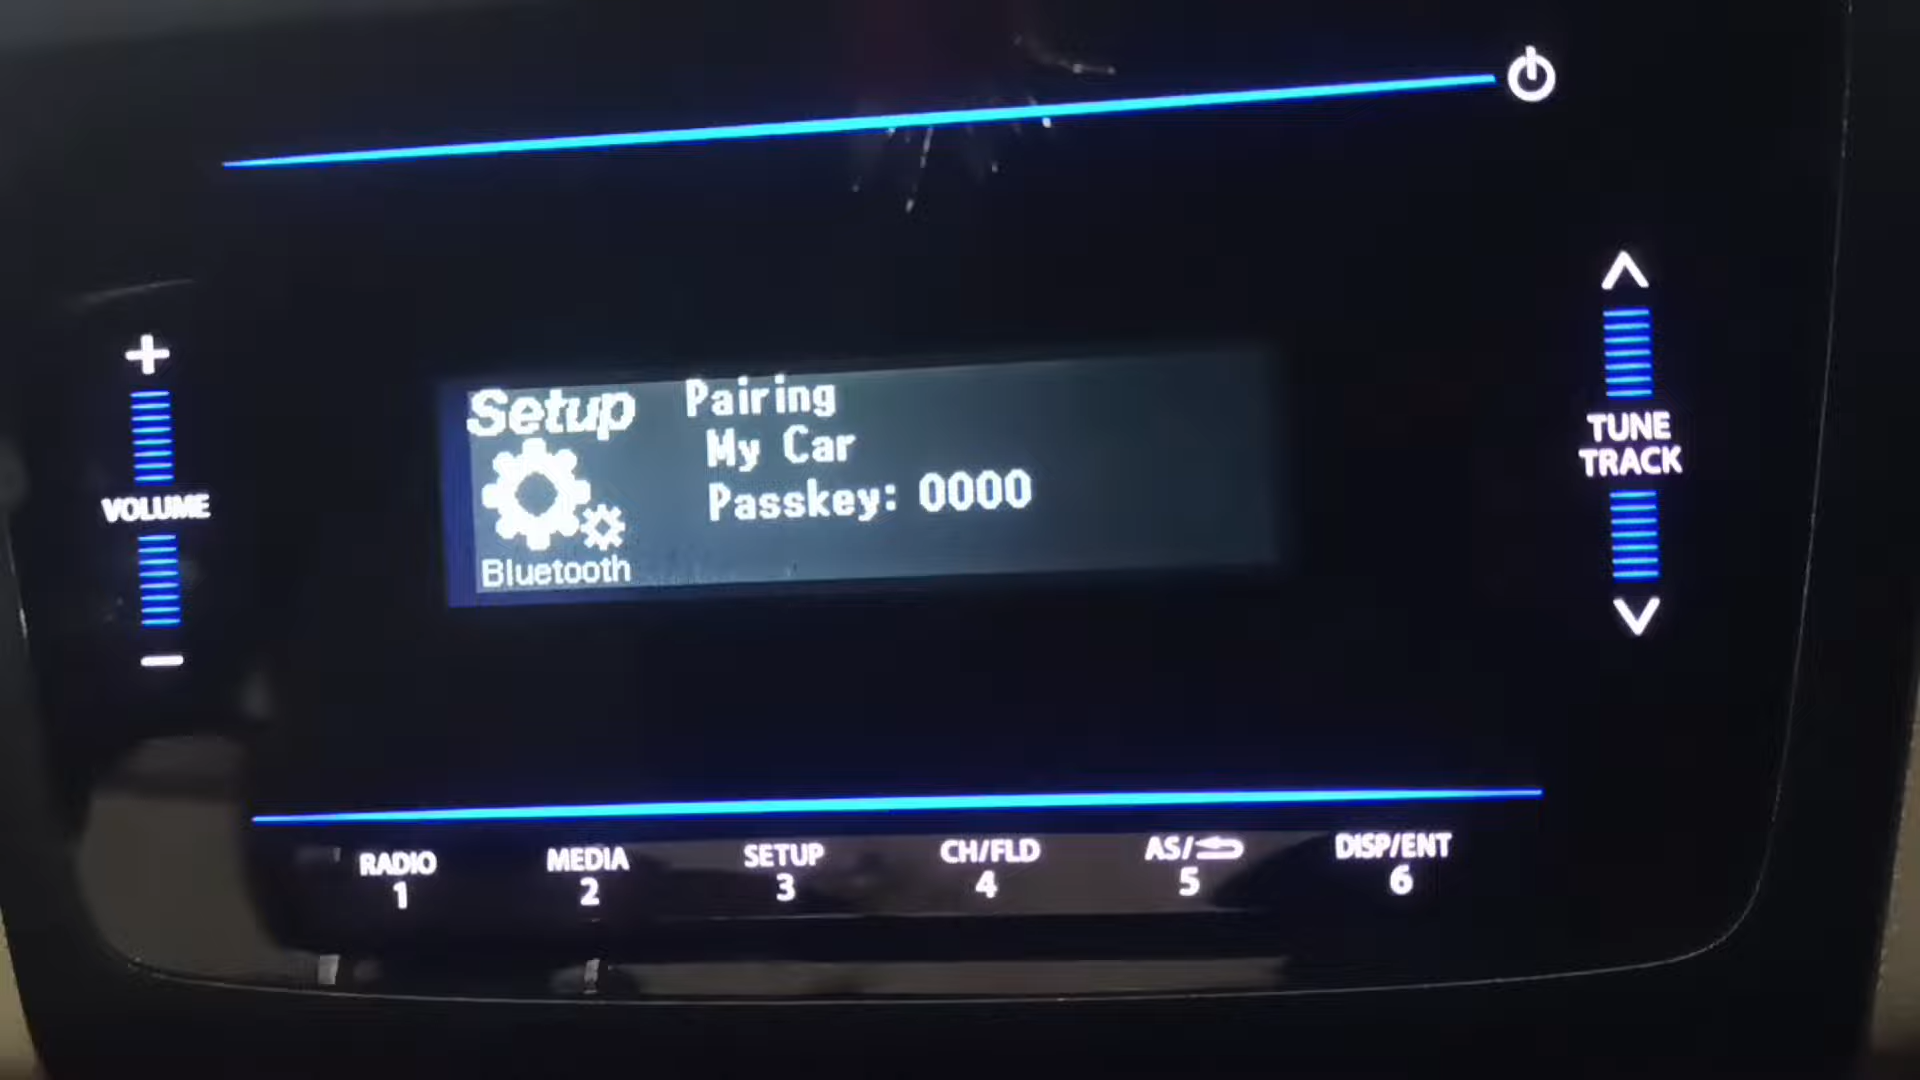 Setup
Bluetooth
Pairing
My Car
Passkey: 0000
+
VOLUME
−
TUNE
TRACK
RADIO
1
MEDIA
2
SETUP
3
CH/FLD
4
AS/
5
DISP/ENT
6